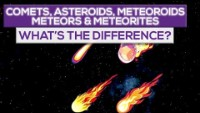 COMETS, ASTEROIDS, METEOROIDS
METEORS & METEORITES
WHAT'S THE DIFFERENCE?